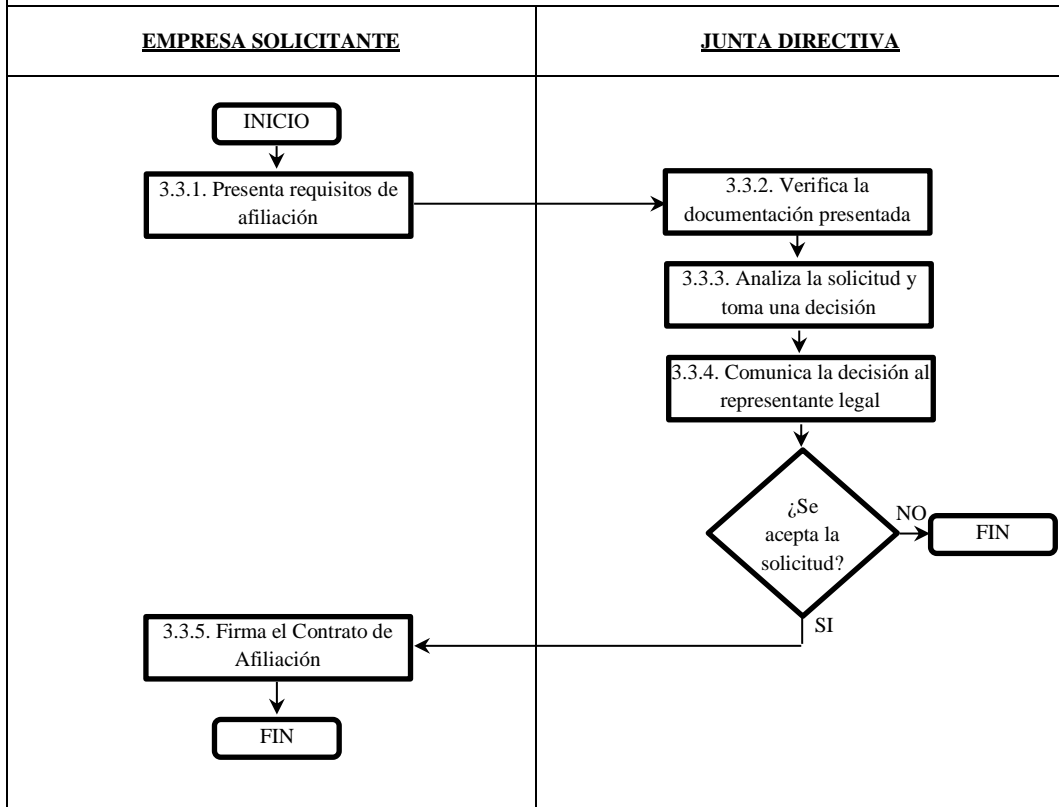 EMPRESA SOLICITANTE
JUNTA DIRECTIVA
INICIO
3.3.1. Presenta requisitos de
afiliación
3.3.2. Verifica la
documentación presentada
3.3.3. Analiza la solicitud y
toma una decisión
3.3.4. Comunica la decisión al
representante legal
¿Se
acepta la
solicitud?
NO
FIN
SI
3.3.5. Firma el Contrato de
Afiliación
FIN